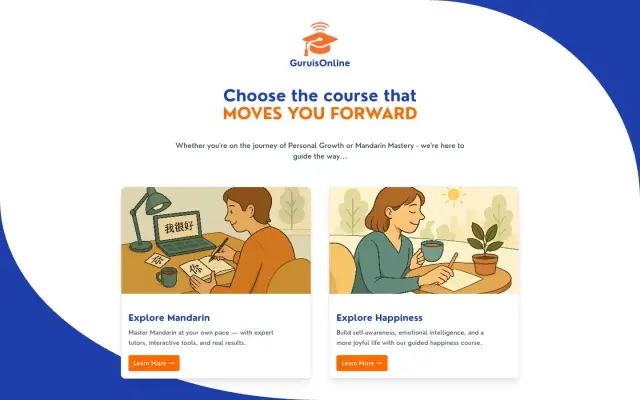 GuruisOnline
Choose the course that
MOVES YOU FORWARD
Whether you're on the journey of Personal Growth or Mandarin Mastery - we're here to
guide the way...
我很好
你
你
Explore Mandarin
Master Mandarin at your own pace — with expert
tutors, interactive tools, and real results.
Learn More →
Explore Happiness
Build self-awareness, emotional intelligence, and a
more joyful life with our guided happiness course.
Learn More →